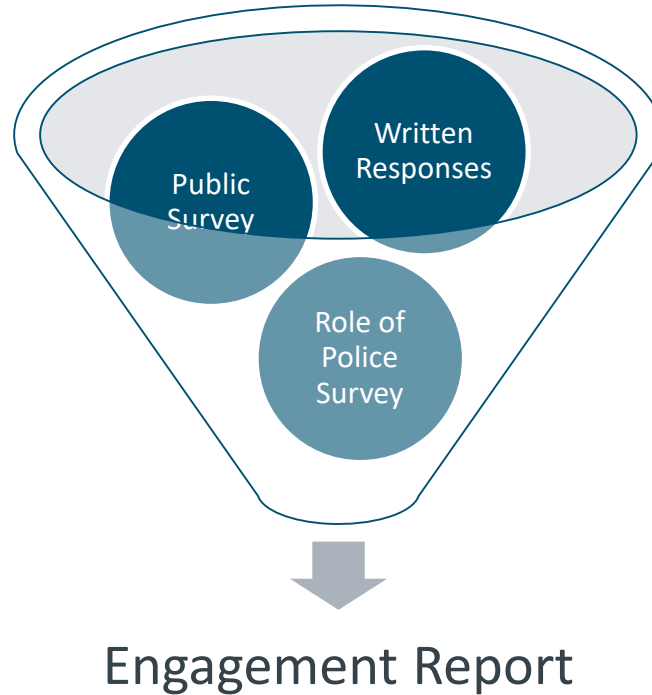 Written
Responses
Public
Survey
Role of
Police
Survey
Engagement Report